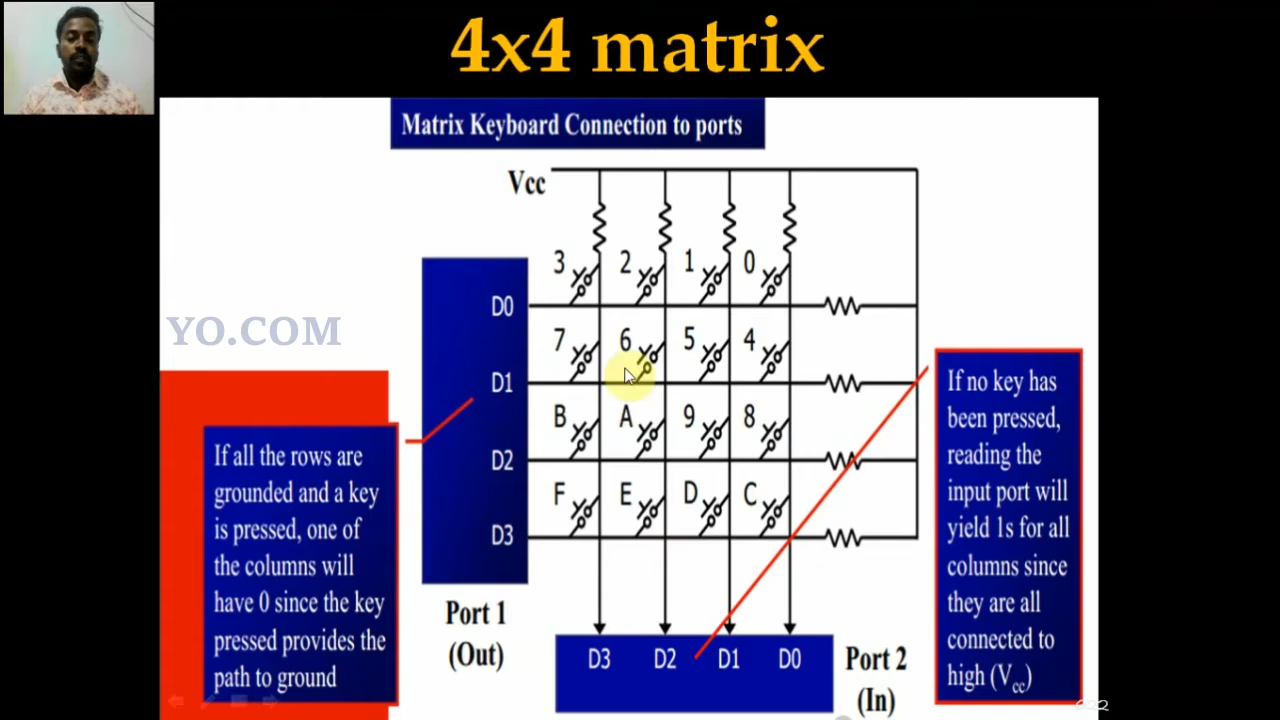 4x4 matrix
Matrix Keyboard Connection to ports
Vcc
3 2 1 0
D0
YO.COM
7 6 5 4
D1
B A 9 8
D2
F E D C
D3
If all the rows are
grounded and a key
is pressed, one of
the columns will
have 0 since the key
pressed provides the
path to ground
If no key has
been pressed,
reading the
input port will
yield 1s for all
columns since
they are all
connected to
high (Vcc)
Port 1
(Out)
D3 D2 D1 D0
Port 2
(In)